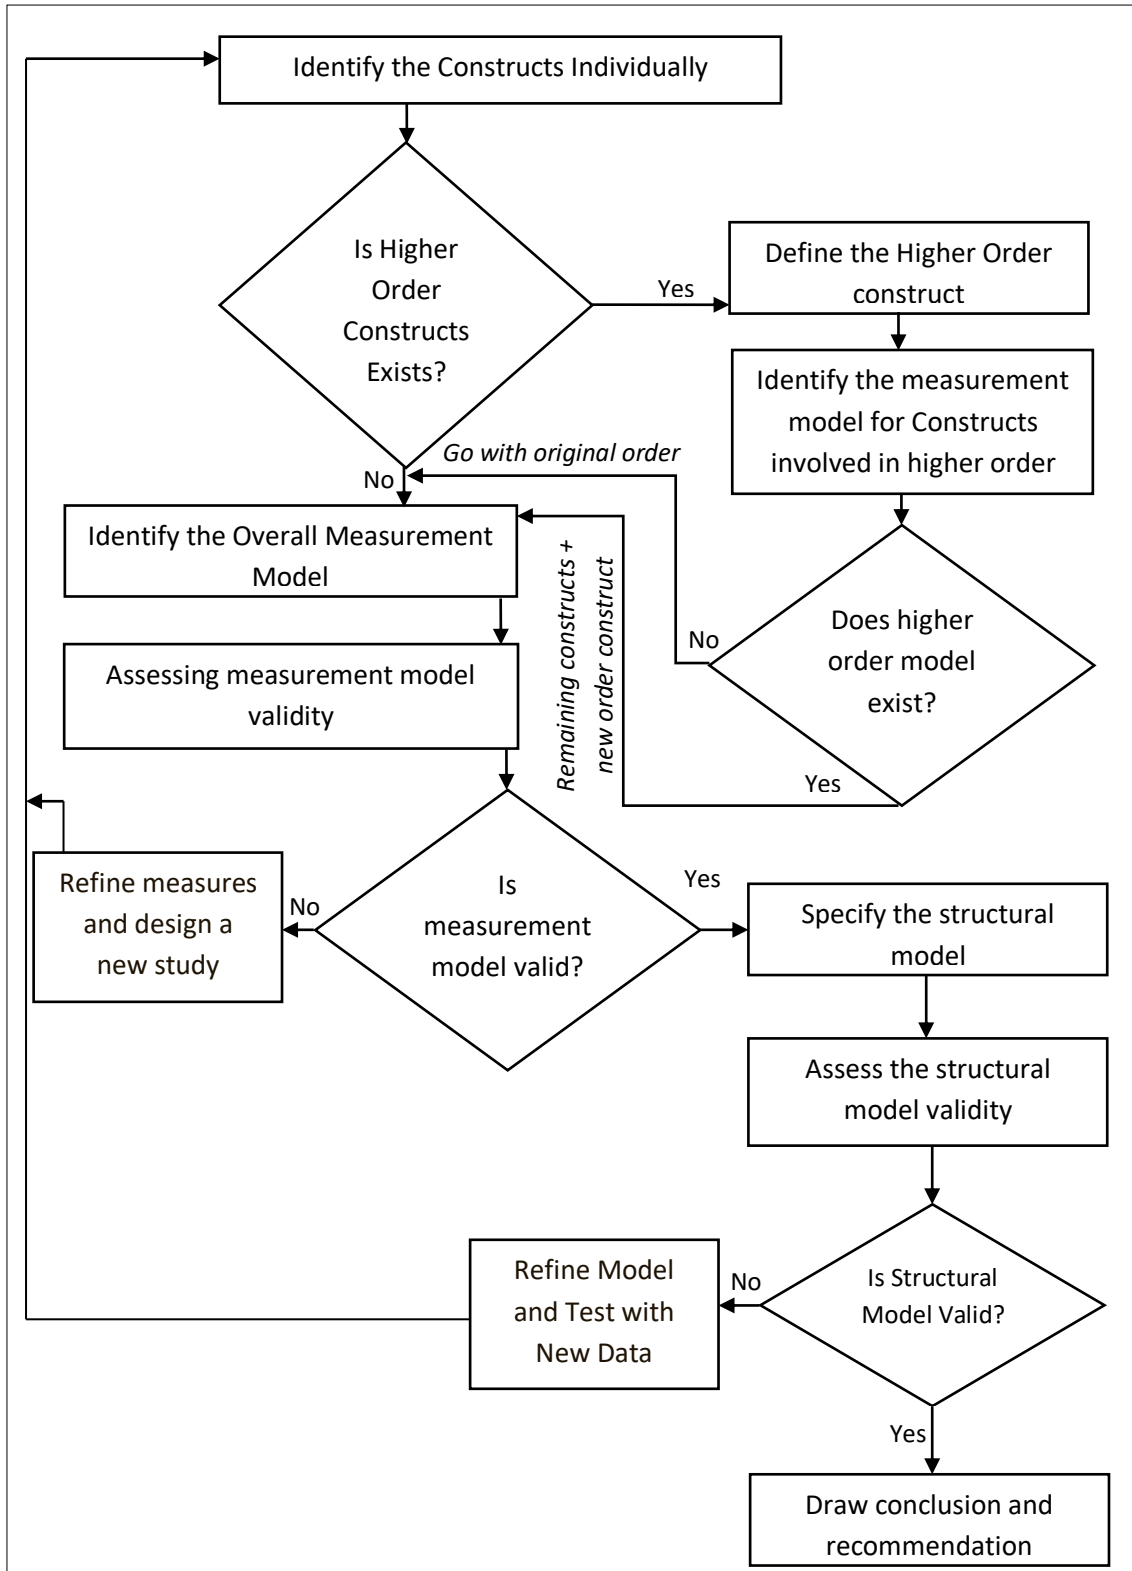 Identify the Constructs Individually
Is Higher
Order
Constructs
Exists?
Yes
Define the Higher Order
construct
Identify the measurement
model for Constructs
involved in higher order
Go with original order
No
Identify the Overall Measurement
Model
Remaining constructs +
new order construct
No
Does higher
order model
exist?
Yes
Assessing measurement model
validity
Is
measurement
model valid?
No
Refine measures
and design a
new study
Yes
Specify the structural
model
Assess the structural
model validity
Is Structural
Model Valid?
No
Refine Model
and Test with
New Data
Yes
Draw conclusion and
recommendation